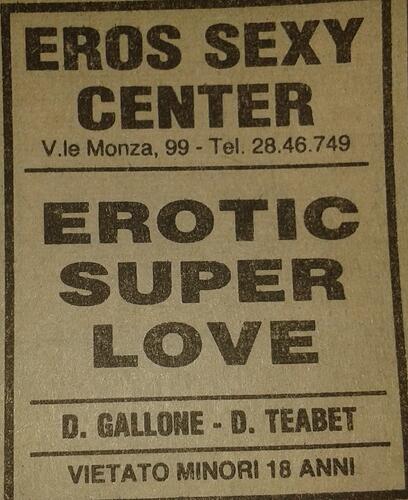 EROS SEXY
CENTER
V.le Monza, 99 - Tel. 28.46.749
EROTIC
SUPER
LOVE
D. GALLONE - D. TEABET
VIETATO MINORI 18 ANNI